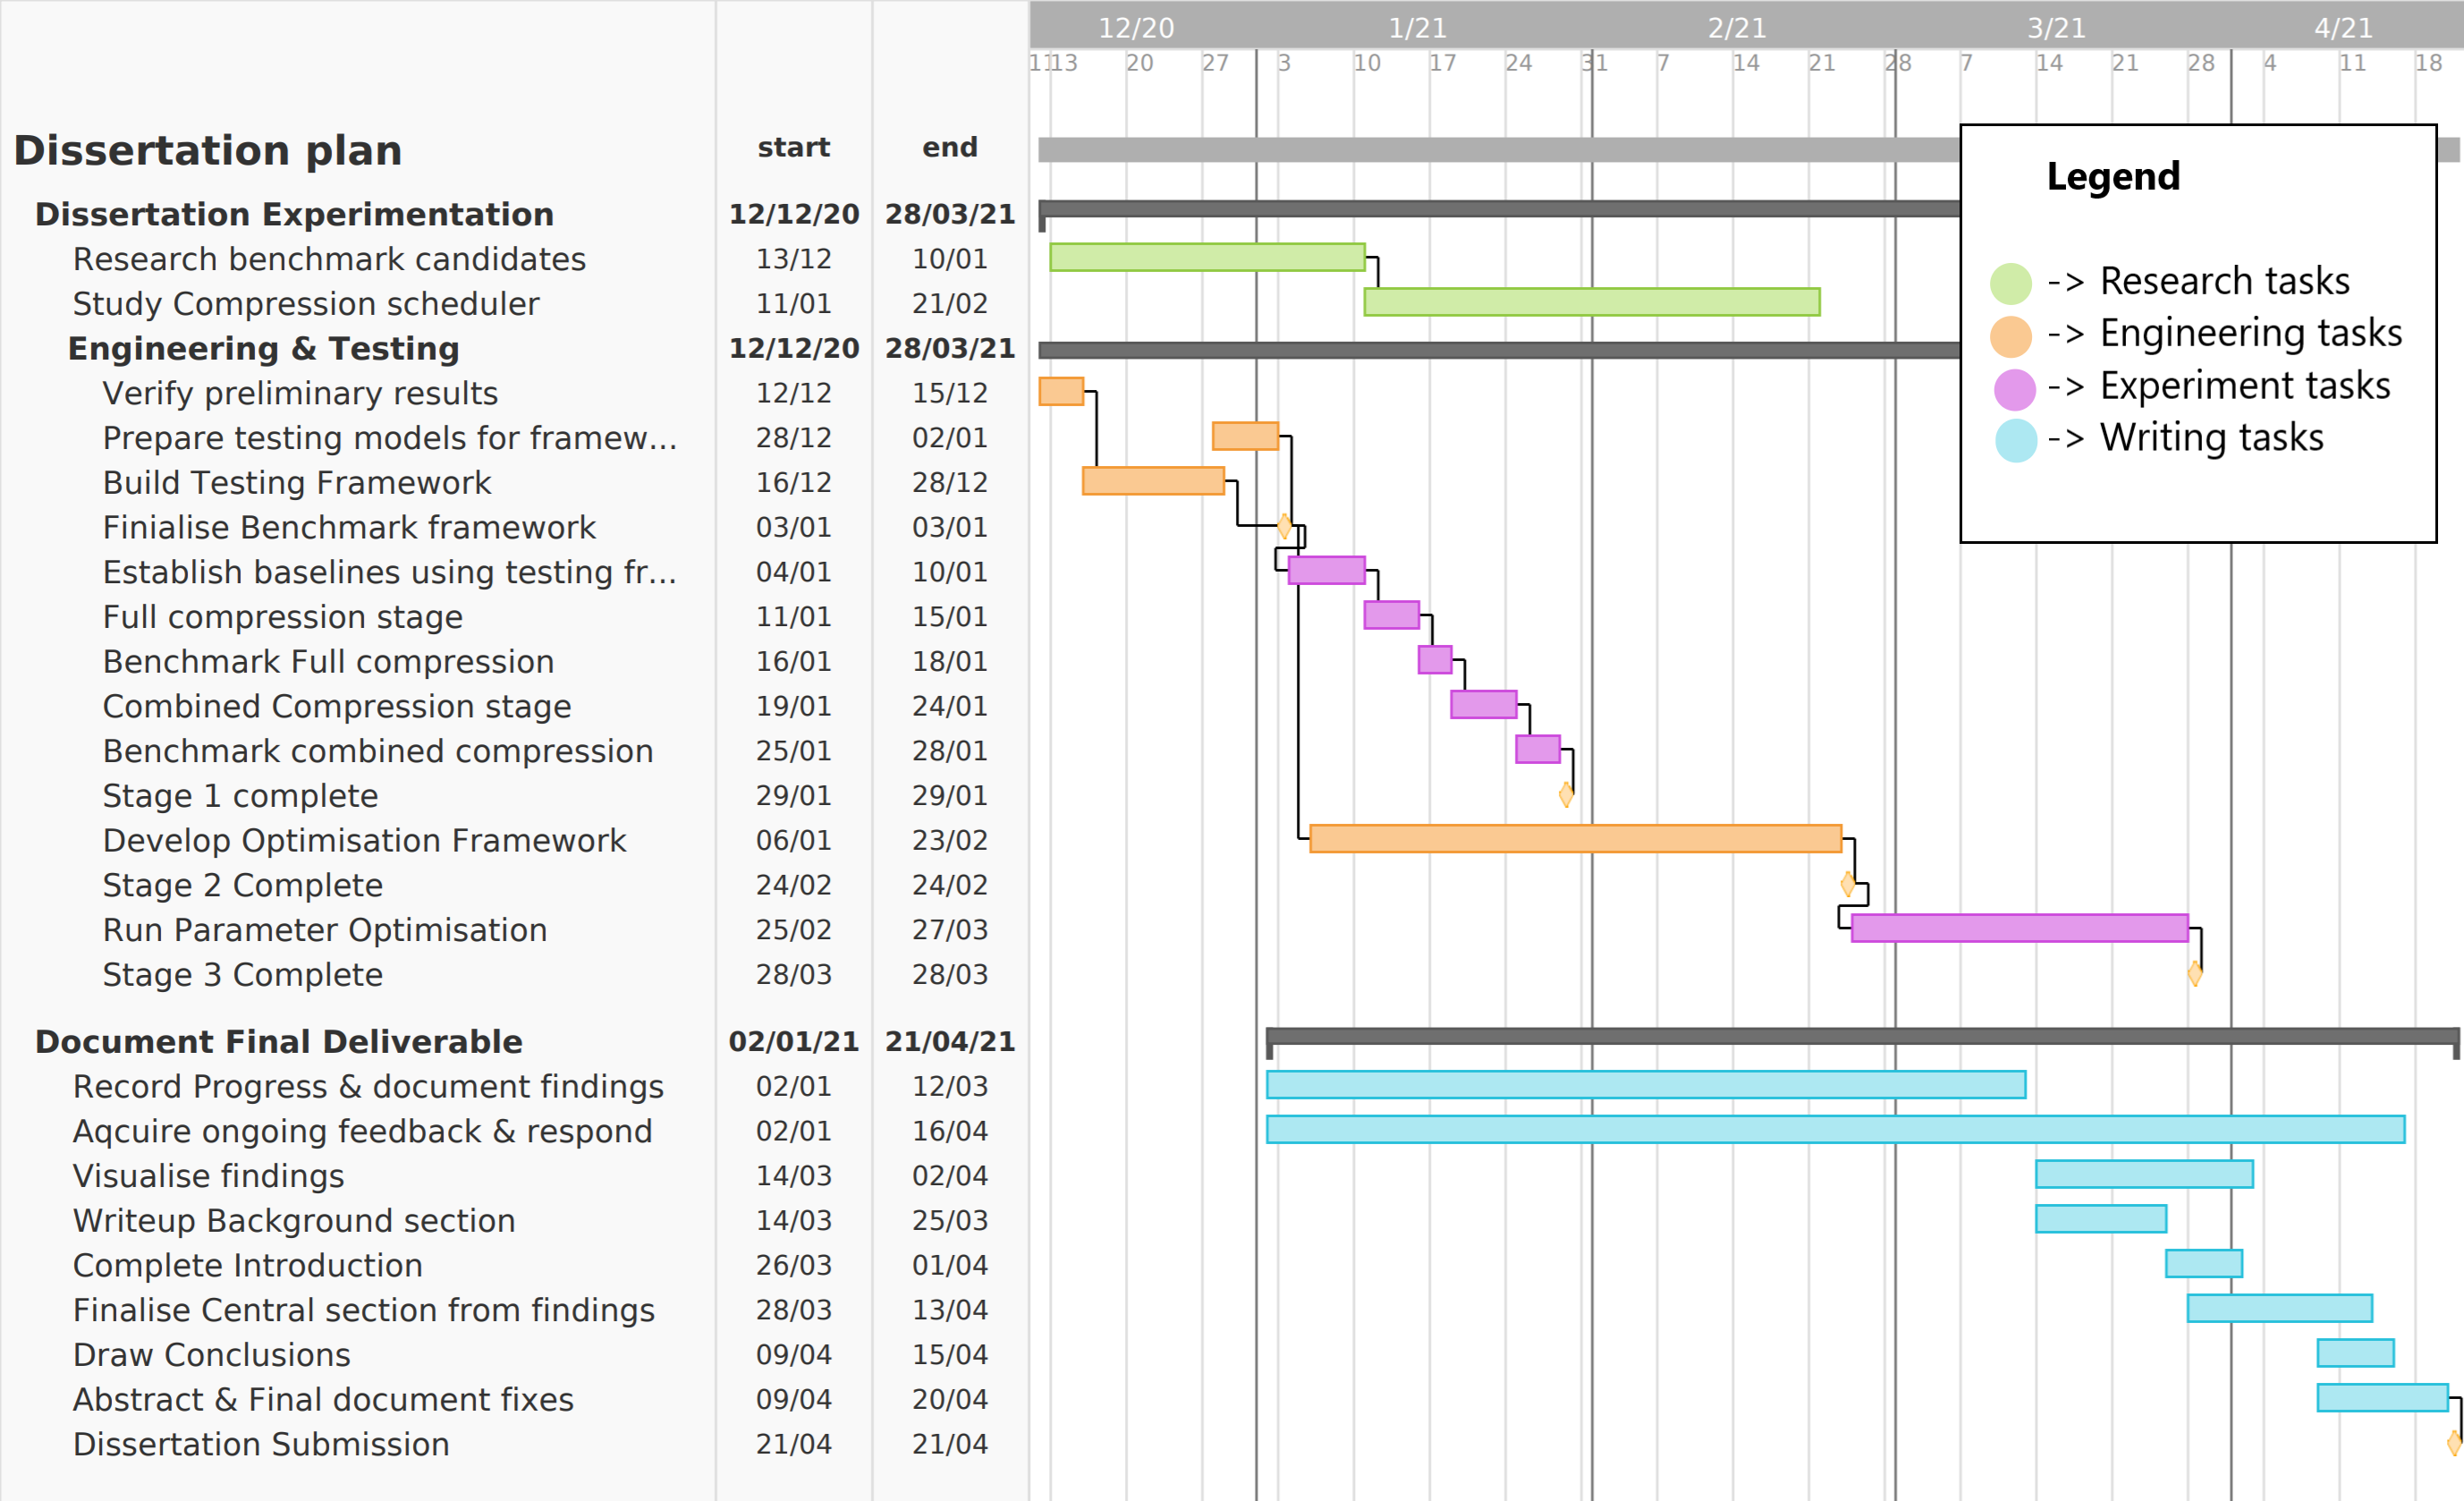 12/20 1/21 2/21 3/21 4/21
11 13 20 27 3 10 17 24 31 7 14 21 28 7 14 21 28 4 11 18
Dissertation plan start end
Dissertation Experimentation 12/12/20 28/03/21
Research benchmark candidates 13/12 10/01
Study Compression scheduler 11/01 21/02
Engineering & Testing 12/12/20 28/03/21
Verify preliminary results 12/12 15/12
Prepare testing models for framew... 28/12 02/01
Build Testing Framework 16/12 28/12
Finialise Benchmark framework 03/01 03/01
Establish baselines using testing fr... 04/01 10/01
Full compression stage 11/01 15/01
Benchmark Full compression 16/01 18/01
Combined Compression stage 19/01 24/01
Benchmark combined compression 25/01 28/01
Stage 1 complete 29/01 29/01
Develop Optimisation Framework 06/01 23/02
Stage 2 Complete 24/02 24/02
Run Parameter Optimisation 25/02 27/03
Stage 3 Complete 28/03 28/03
Document Final Deliverable 02/01/21 21/04/21
Record Progress & document findings 02/01 12/03
Aqcuire ongoing feedback & respond 02/01 16/04
Visualise findings 14/03 02/04
Writeup Background section 14/03 25/03
Complete Introduction 26/03 01/04
Finalise Central section from findings 28/03 13/04
Draw Conclusions 09/04 15/04
Abstract & Final document fixes 09/04 20/04
Dissertation Submission 21/04 21/04
Legend
-> Research tasks
-> Engineering tasks
-> Experiment tasks
-> Writing tasks